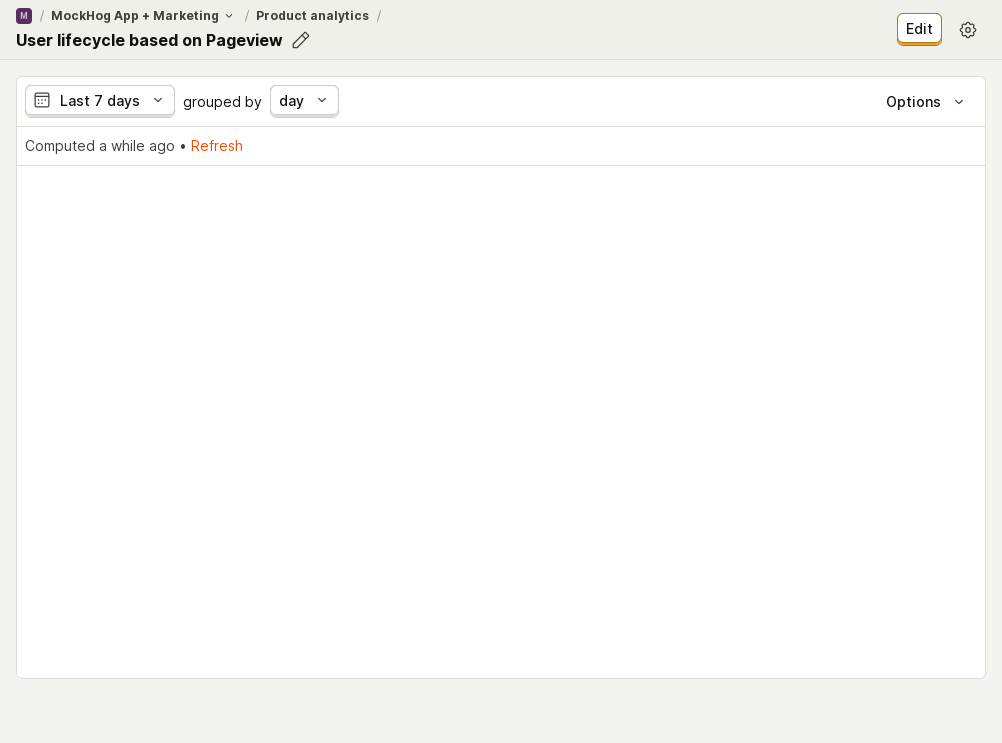 M / MockHog App + Marketing / Product analytics /
User lifecycle based on Pageview
Edit
Last 7 days grouped by day Options
Computed a while ago • Refresh